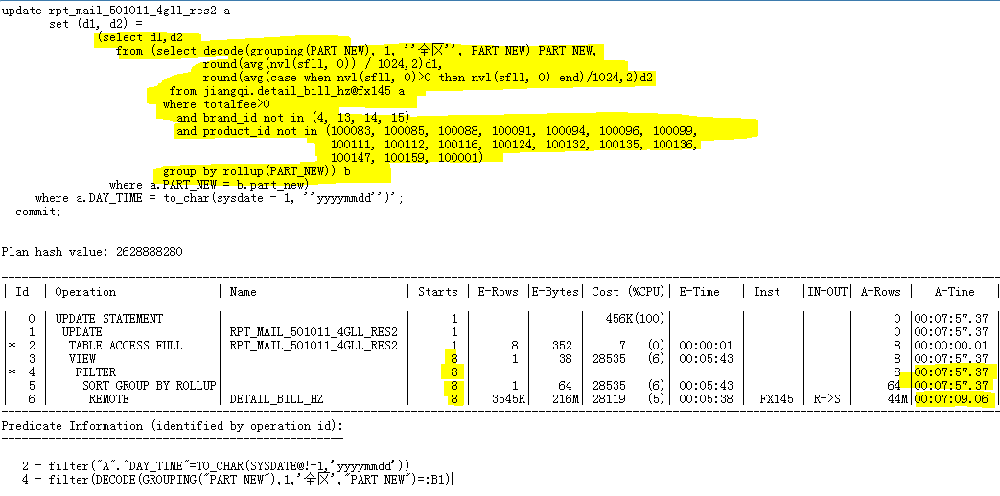 update rpt_mail_501011_4gll_res2 a
set (d1, d2) =
(select d1,d2
from (select decode(grouping(PART_NEW), 1, ''全区'', PART_NEW) PART_NEW,
round(avg(nvl(sfll, 0)) / 1024,2)d1,
round(avg(case when nvl(sfll, 0)>0 then nvl(sfll, 0) end)/1024,2)d2
from jiangqi.detail_bill_hz@fx145 a
where totalfee>0
and brand_id not in (4, 13, 14, 15)
and product_id not in (100083, 100085, 100088, 100091, 100094, 100096, 100099,
100111, 100112, 100116, 100124, 100132, 100135, 100136,
100147, 100159, 100001)
group by rollup(PART_NEW)) b
where a.PART_NEW = b.part_new)
where a.DAY_TIME = to_char(sysdate - 1, ''yyyymmdd'')';
commit;
Plan hash value: 2628888280
| Id | Operation | Name | Starts | E-Rows |E-Bytes| Cost (%CPU)| E-Time | Inst |IN-OUT| A-Rows | A-Time |
| 0 | UPDATE STATEMENT | | 1 | | | 456K(100)| | | | 0 |00:07:57.37 |
| 1 | UPDATE | RPT_MAIL_501011_4GLL_RES2 | 1 | | | | | | | 0 |00:07:57.37 |
|* 2 | TABLE ACCESS FULL | RPT_MAIL_501011_4GLL_RES2 | 1 | 8 | 352 | 7 (0)| 00:00:01 | | | 8 |00:00:00.01 |
| 3 | VIEW | | 8 | 1 | 38 | 28535 (6)| 00:05:43 | | | 8 |00:07:57.37 |
|* 4 | FILTER | | 8 | | | | | | | 8 |00:07:57.37 |
| 5 | SORT GROUP BY ROLLUP| | 8 | 1 | 64 | 28535 (6)| 00:05:43 | | | 64 |00:07:57.37 |
| 6 | REMOTE | DETAIL_BILL_HZ | 8 | 3545K| 216M| 28119 (5)| 00:05:38 | FX145 | R->S | 44M|00:07:09.06 |
Predicate Information (identified by operation id):
2 - filter("A"."DAY_TIME"=TO_CHAR(SYSDATE@!-1,'yyyymmdd'))
4 - filter(DECODE(GROUPING("PART_NEW"),1,'全区',"PART_NEW")=:B1)